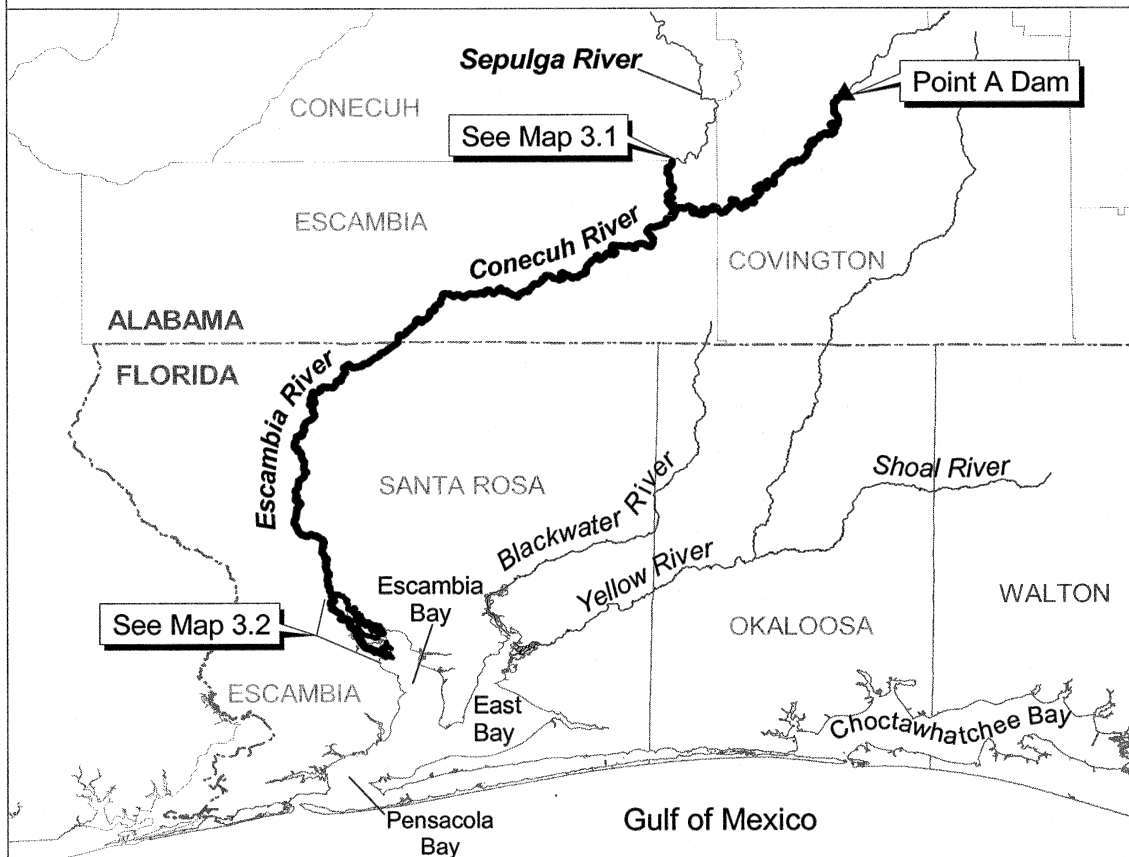 Sepulga River
CONECUH
Point A Dam
See Map 3.1
ESCAMBIA
Conecuh River
COVINGTON
ALABAMA
FLORIDA
Escambia River
SANTA ROSA
Shoal River
Blackwater River
Yellow River
Escambia
Bay
WALTON
See Map 3.2
OKALOOSA
ESCAMBIA
East
Bay
Choctawhatchee Bay
Pensacola
Bay
Gulf of Mexico